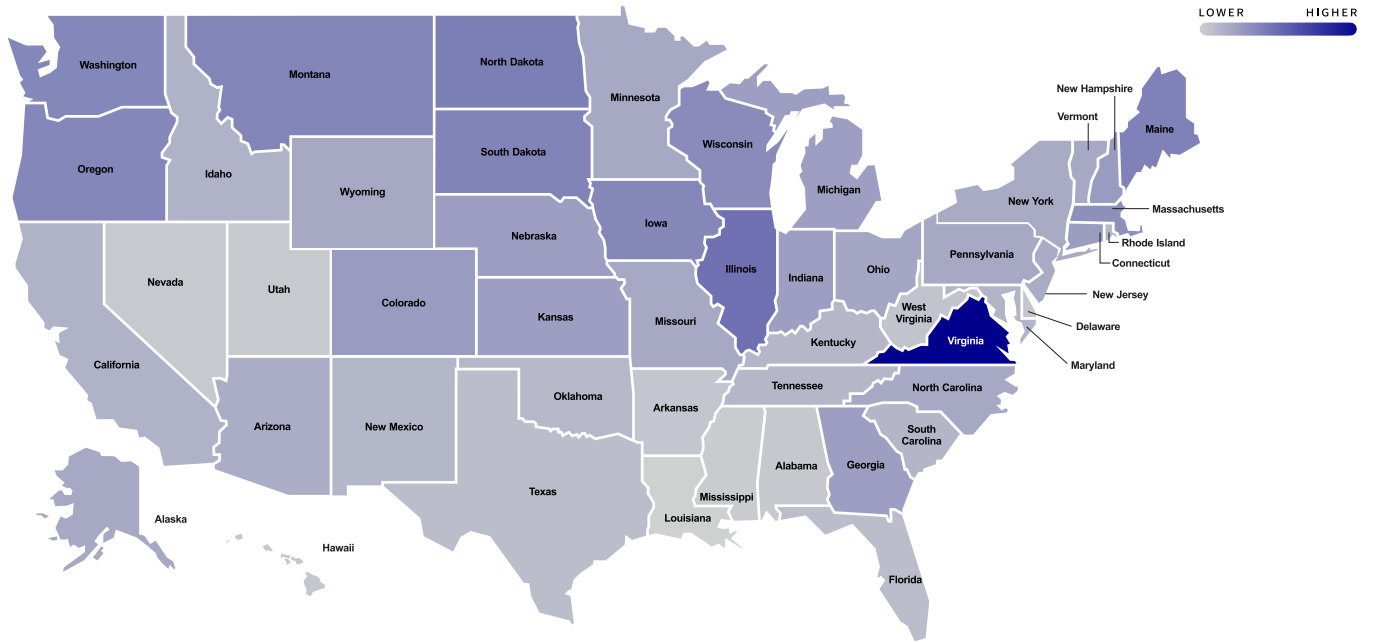 LOWER HIGHER
Washington
Montana
North Dakota
Minnesota
New Hampshire
Vermont
Maine
Oregon
Idaho
South Dakota
Wisconsin
Wyoming
Michigan
New York
Massachusetts
Iowa
Nebraska
Rhode Island
Connecticut
Nevada
Utah
Colorado
Illinois
Indiana
Ohio
Pennsylvania
New Jersey
Kansas
Missouri
West
Virginia
Delaware
Kentucky
Virginia
Maryland
California
Tennessee
North Carolina
Oklahoma
Arkansas
Arizona
New Mexico
South
Carolina
Alabama
Georgia
Texas
Mississippi
Louisiana
Alaska
Hawaii
Florida